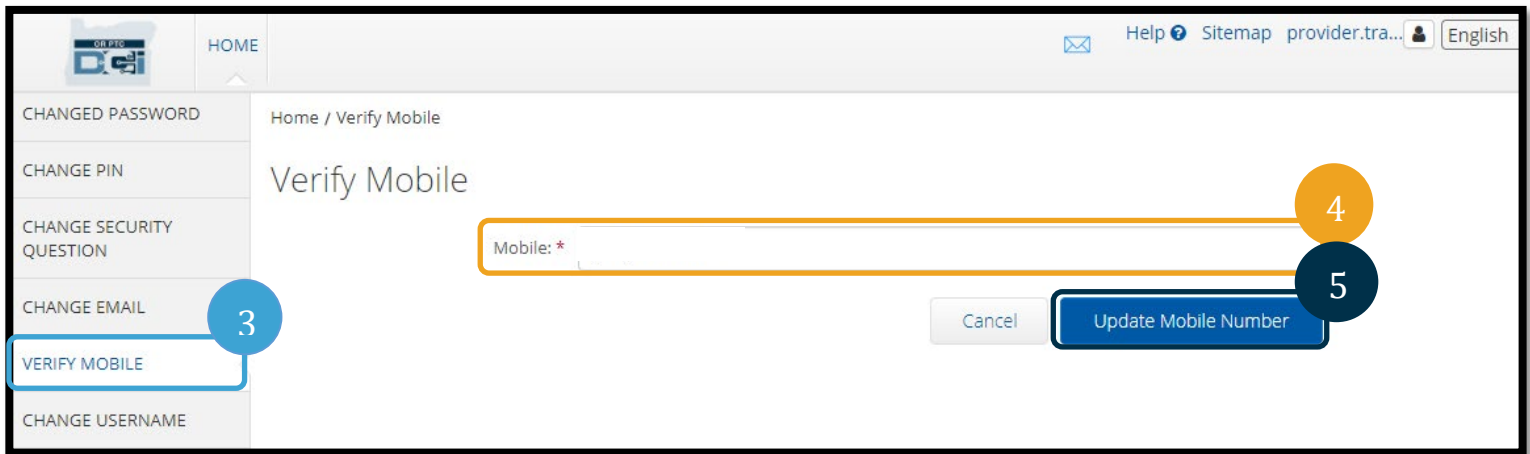 OR PTC
DCi
HOME
Help ? Sitemap provider.tra... English
CHANGED PASSWORD
Home / Verify Mobile
CHANGE PIN
Verify Mobile
CHANGE SECURITY
QUESTION
4
Mobile: *
CHANGE EMAIL
3
5
Cancel
Update Mobile Number
VERIFY MOBILE
CHANGE USERNAME